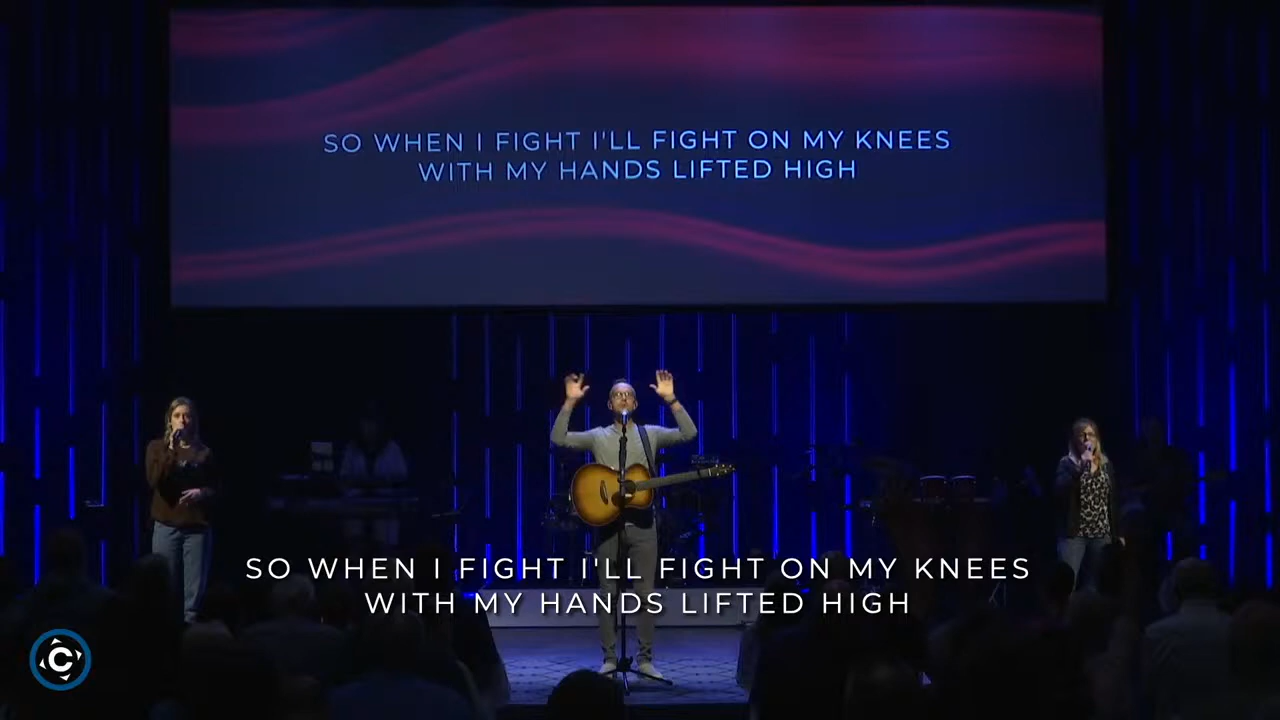 SO WHEN I FIGHT I'LL FIGHT ON MY KNEES
WITH MY HANDS LIFTED HIGH
SO WHEN I FIGHT I'LL FIGHT ON MY KNEES
WITH MY HANDS LIFTED HIGH
C